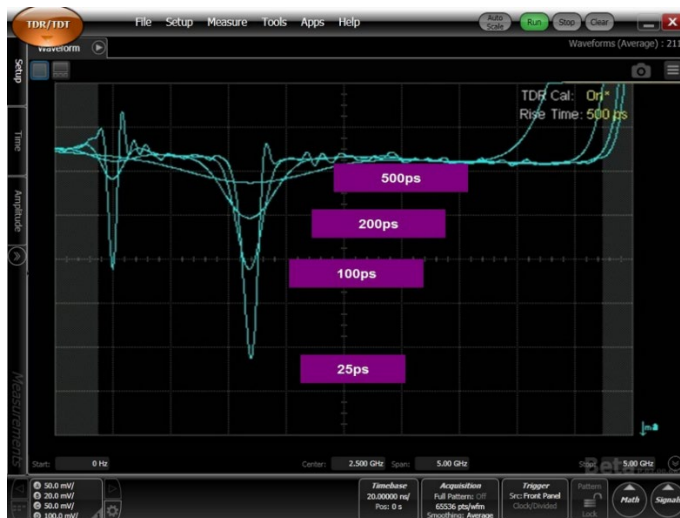 TDR/TDT
File Setup Measure Tools Apps Help
Auto Scale
Run
Stop
Clear
Waveform
Waveforms (Average) : 211
Setup
Time
Amplitude
Measurements
TDR Cal: On*
Rise Time: 500 ps
500ps
200ps
100ps
25ps
Start: 0 Hz
Center: 2.500 GHz
Span: 5.00 GHz
5.00 GHz
50.0 mV/
20.0 mV/
50.0 mV/
100.0 mV/
Timebase
20.00000 ns/
Pos: 0 s
Acquisition
Full Pattern: Off
65536 pts/wfm
Smoothing: Average
Trigger
Src: Front Panel
Clock/Divided
Pattern
Lock
Math
Signals